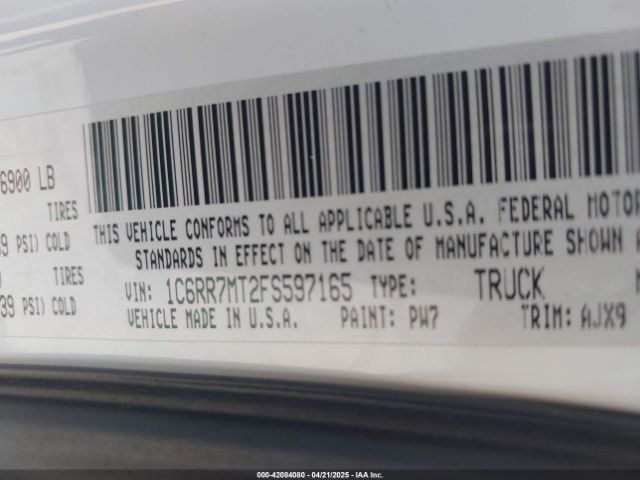 6900 LB
TIRES
39 PSI) COLD
TIRES
39 PSI) COLD
THIS VEHICLE CONFORMS TO ALL APPLICABLE U.S.A. FEDERAL MOTOR
STANDARDS IN EFFECT ON THE DATE OF MANUFACTURE SHOWN
VIN: 1C6RR7MT2FS597165 TYPE: TRUCK
VEHICLE MADE IN U.S.A. PAINT: PW7 TRIM: AJX9
000-42084080 - 04/21/2025 - IAA Inc.